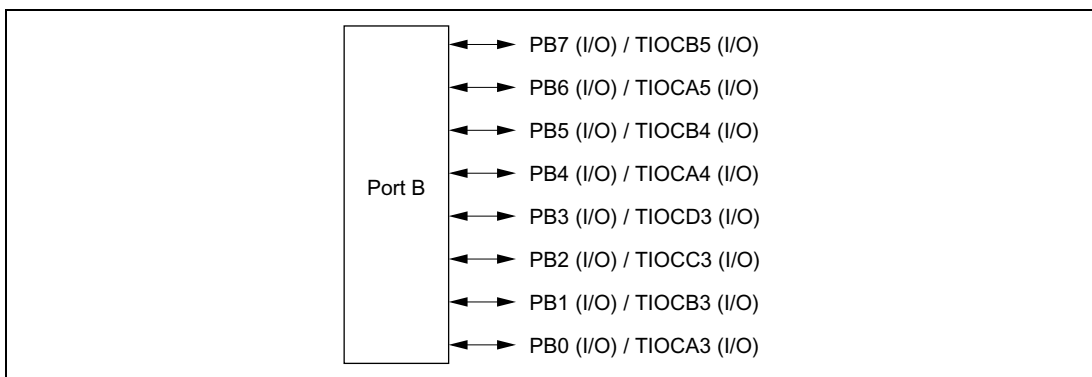 PB7 (I/O) / TIOCB5 (I/O)
PB6 (I/O) / TIOCA5 (I/O)
PB5 (I/O) / TIOCB4 (I/O)
PB4 (I/O) / TIOCA4 (I/O)
Port B
PB3 (I/O) / TIOCD3 (I/O)
PB2 (I/O) / TIOCC3 (I/O)
PB1 (I/O) / TIOCB3 (I/O)
PB0 (I/O) / TIOCA3 (I/O)